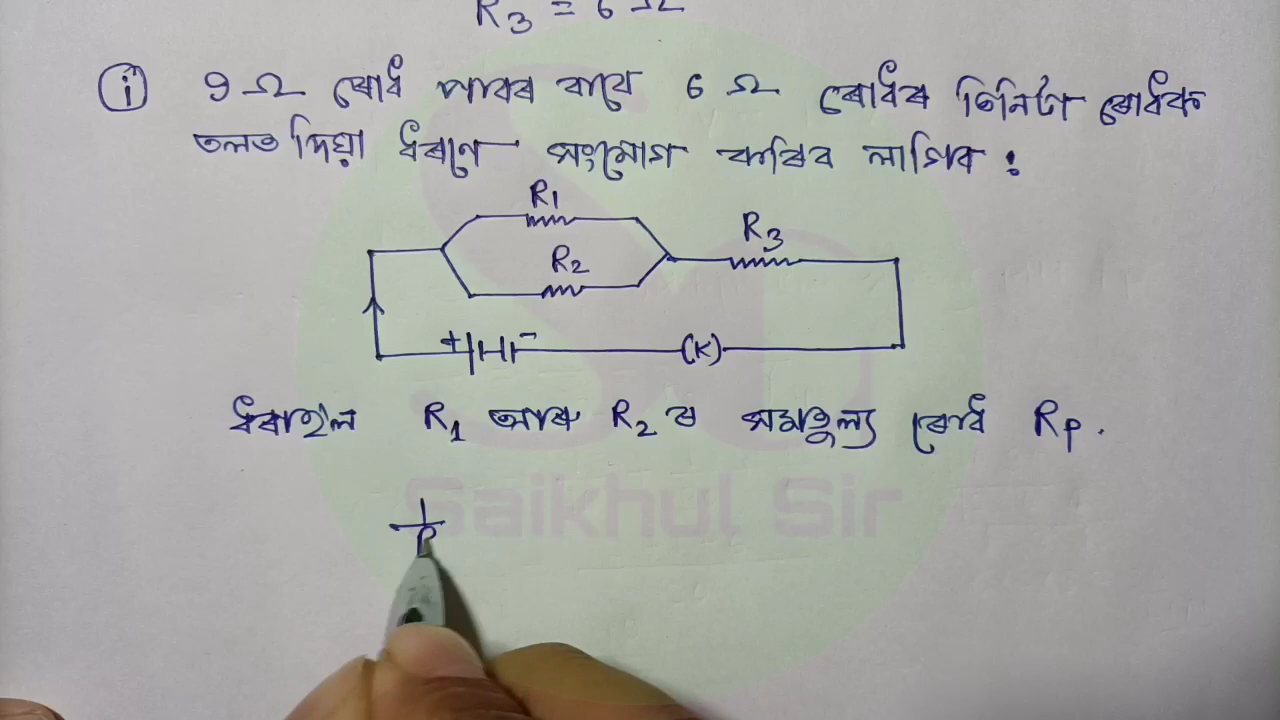 R3 = 6 Ω
(i) 9 Ω ৰোধ পাবৰ বাবে 6 Ω ৰোধৰ তিনিটা ৰোধক
তলত দিয়া ধৰণে সংযোগ কৰিব লাগিব :
R1
R2
R3
+ -
(K)
ধৰাহ'ল R1 আৰু R2 ৰ সমতুল্য ৰোধ Rp.
Saikhul Sir
1
R